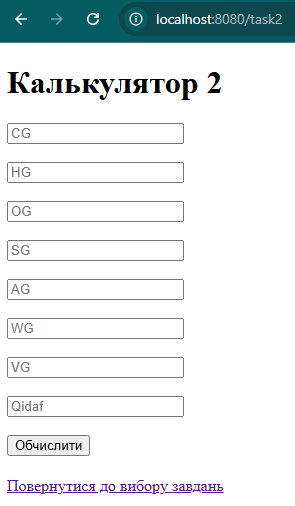 localhost:8080/task2
Калькулятор 2
CG
HG
OG
SG
AG
WG
VG
Qidaf
Обчислити
Повернутися до вибору завдань